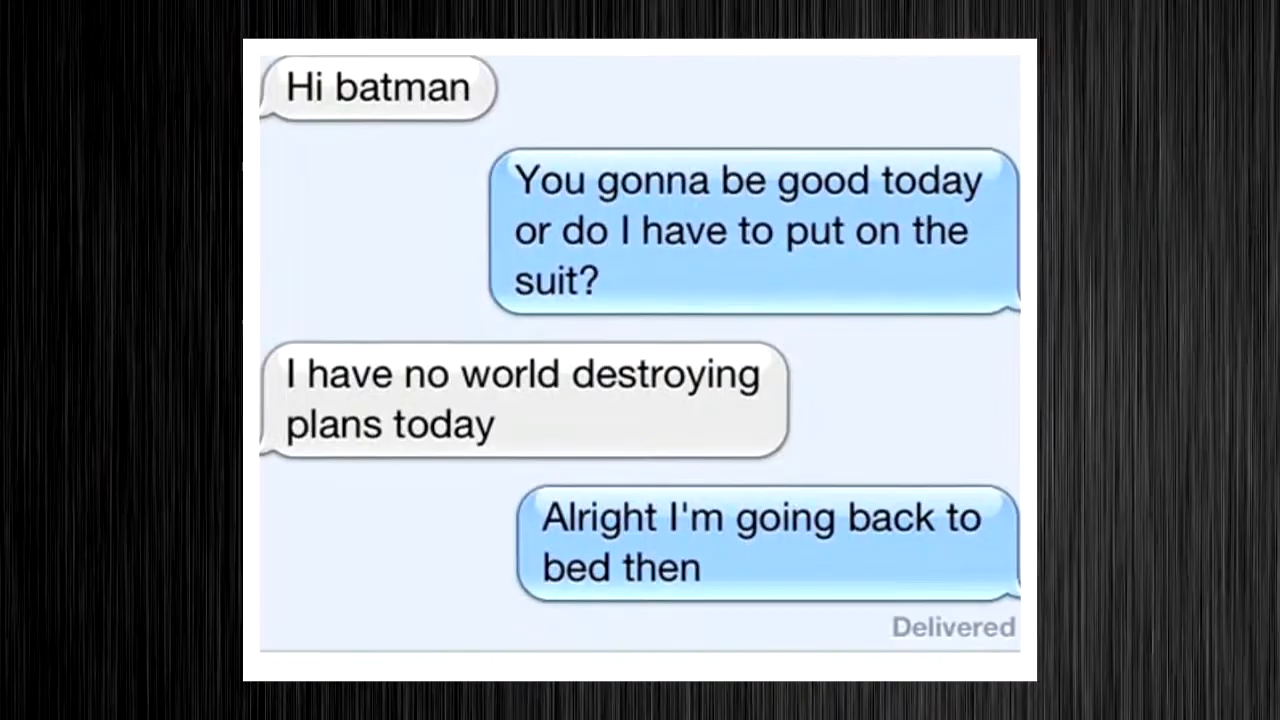 Hi batman
You gonna be good today
or do I have to put on the
suit?
I have no world destroying
plans today
Alright I'm going back to
bed then
Delivered